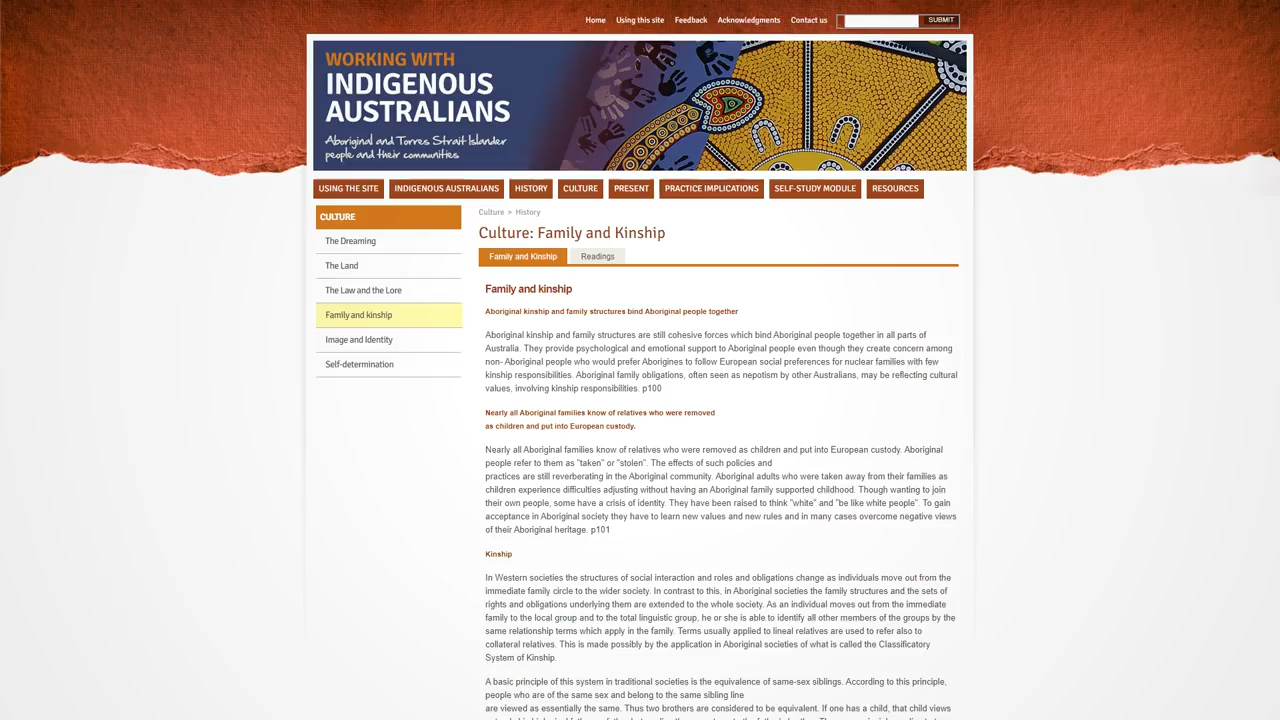 Home Using this site Feedback Acknowledgments Contact us SUBMIT
WORKING WITH
INDIGENOUS
AUSTRALIANS
Aboriginal and Torres Strait Islander
people and their communities
USING THE SITE INDIGENOUS AUSTRALIANS HISTORY CULTURE PRESENT PRACTICE IMPLICATIONS SELF-STUDY MODULE RESOURCES
CULTURE
The Dreaming
The Land
The Law and the Lore
Family and kinship
Image and Identity
Self-determination
Culture > History
Culture: Family and Kinship
Family and Kinship Readings
Family and kinship
Aboriginal kinship and family structures bind Aboriginal people together
Aboriginal kinship and family structures are still cohesive forces which bind Aboriginal people together in all parts of
Australia. They provide psychological and emotional support to Aboriginal people even though they create concern among
non- Aboriginal people who would prefer Aborigines to follow European social preferences for nuclear families with few
kinship responsibilities. Aboriginal family obligations, often seen as nepotism by other Australians, may be reflecting cultural
values, involving kinship responsibilities. p100
Nearly all Aboriginal families know of relatives who were removed
as children and put into European custody.
Nearly all Aboriginal families know of relatives who were removed as children and put into European custody. Aboriginal
people refer to them as "taken" or "stolen". The effects of such policies and
practices are still reverberating in the Aboriginal community. Aboriginal adults who were taken away from their families as
children experience difficulties adjusting without having an Aboriginal family supported childhood. Though wanting to join
their own people, some have a crisis of identity. They have been raised to think "white" and "be like white people". To gain
acceptance in Aboriginal society they have to learn new values and new rules and in many cases overcome negative views
of their Aboriginal heritage. p101
Kinship
In Western societies the structures of social interaction and roles and obligations change as individuals move out from the
immediate family circle to the wider society. In contrast to this, in Aboriginal societies the family structures and the sets of
rights and obligations underlying them are extended to the whole society. As an individual moves out from the immediate
family to the local group and to the total linguistic group, he or she is able to identify all other members of the groups by the
same relationship terms which apply in the family. Terms usually applied to lineal relatives are used to refer also to
collateral relatives. This is made possibly by the application in Aboriginal societies of what is called the Classificatory
System of Kinship.
A basic principle of this system in traditional societies is the equivalence of same-sex siblings. According to this principle,
people who are of the same sex and belong to the same sibling line
are viewed as essentially the same. Thus two brothers are considered to be equivalent. If one has a child, that child views